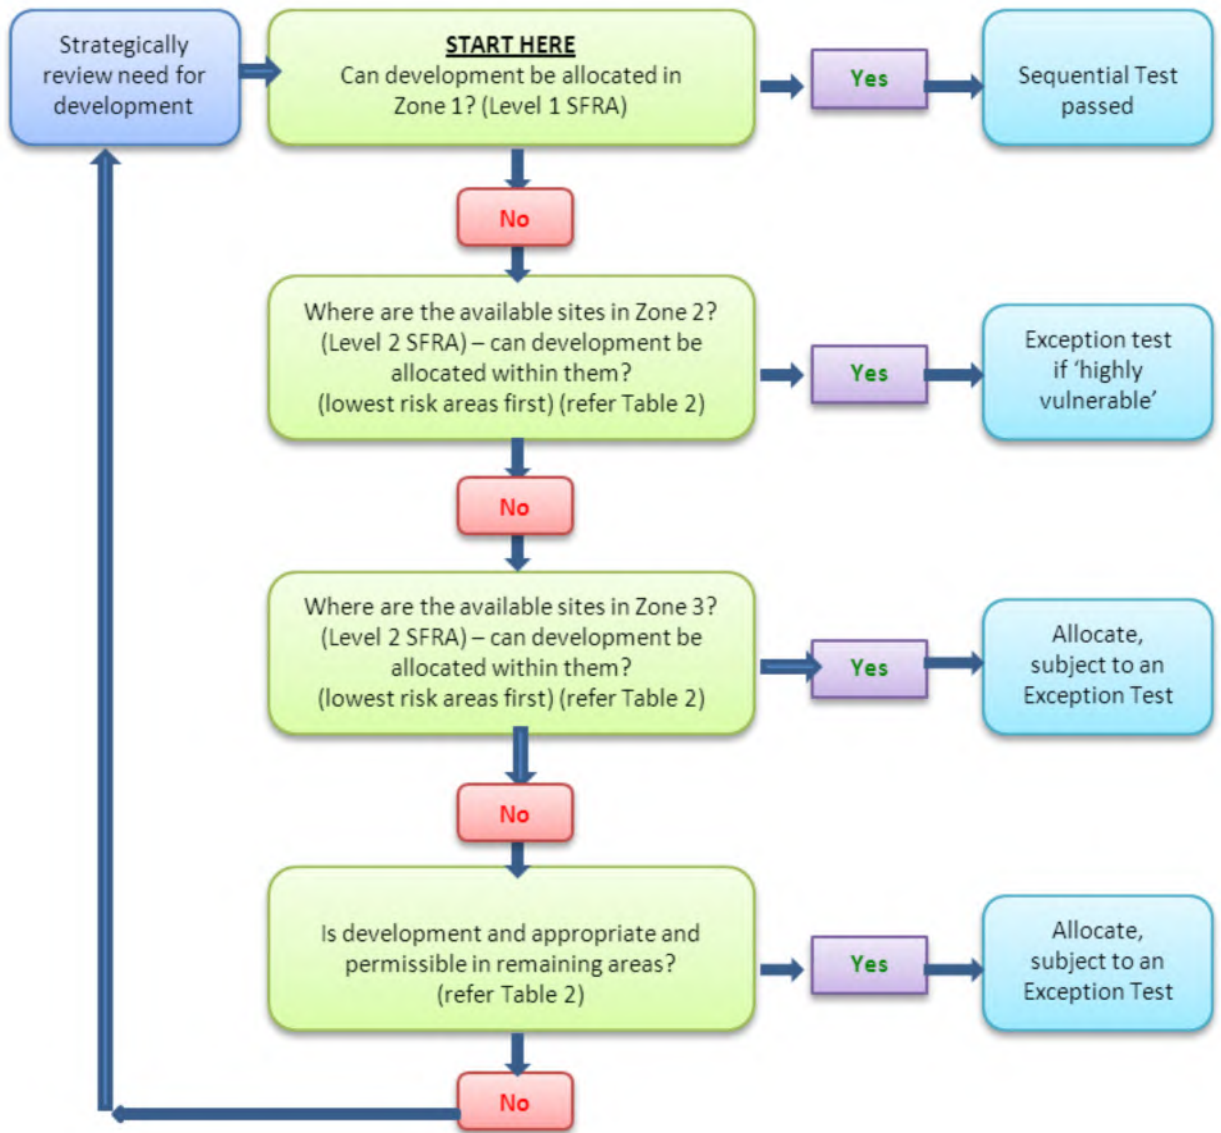 Strategically
review need for
development
START HERE
Can development be allocated in
Zone 1? (Level 1 SFRA)
Yes
Sequential Test
passed
No
Where are the available sites in Zone 2?
(Level 2 SFRA) – can development be
allocated within them?
(lowest risk areas first) (refer Table 2)
Yes
Exception test
if ‘highly
vulnerable’
No
Where are the available sites in Zone 3?
(Level 2 SFRA) – can development be
allocated within them?
(lowest risk areas first) (refer Table 2)
Yes
Allocate,
subject to an
Exception Test
No
Is development and appropriate and
permissible in remaining areas?
(refer Table 2)
Yes
Allocate,
subject to an
Exception Test
No